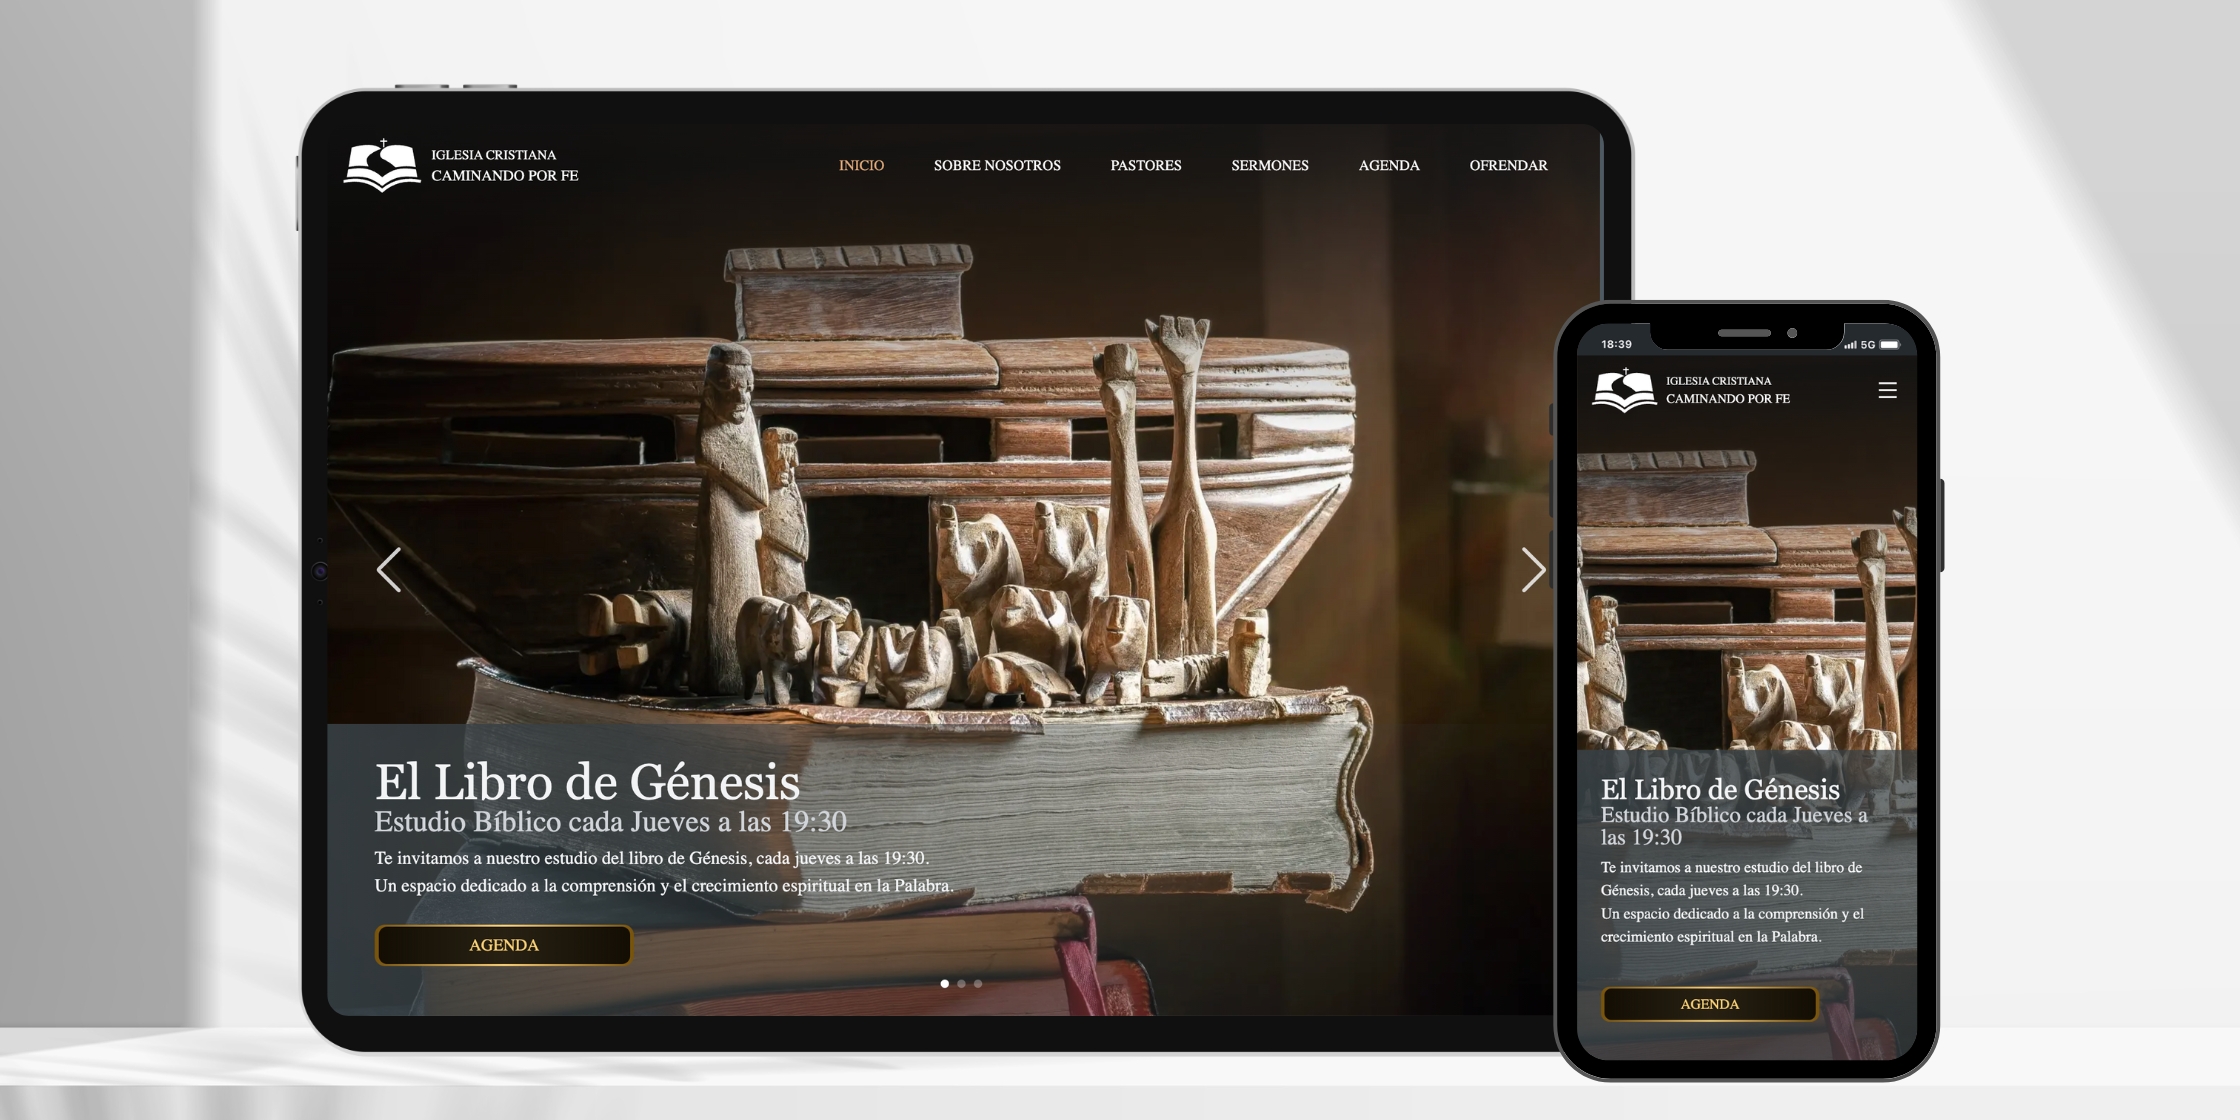 IGLESIA CRISTIANA
CAMINANDO POR FE
INICIO
SOBRE NOSOTROS
PASTORES
SERMONES
AGENDA
OFRENDAR
El Libro de Génesis
Estudio Bíblico cada Jueves a las 19:30
Te invitamos a nuestro estudio del libro de Génesis, cada jueves a las 19:30.
Un espacio dedicado a la comprensión y el crecimiento espiritual en la Palabra.
AGENDA
18:39
5G
IGLESIA CRISTIANA
CAMINANDO POR FE
El Libro de Génesis
Estudio Bíblico cada Jueves a
las 19:30
Te invitamos a nuestro estudio del libro de
Génesis, cada jueves a las 19:30.
Un espacio dedicado a la comprensión y el
crecimiento espiritual en la Palabra.
AGENDA